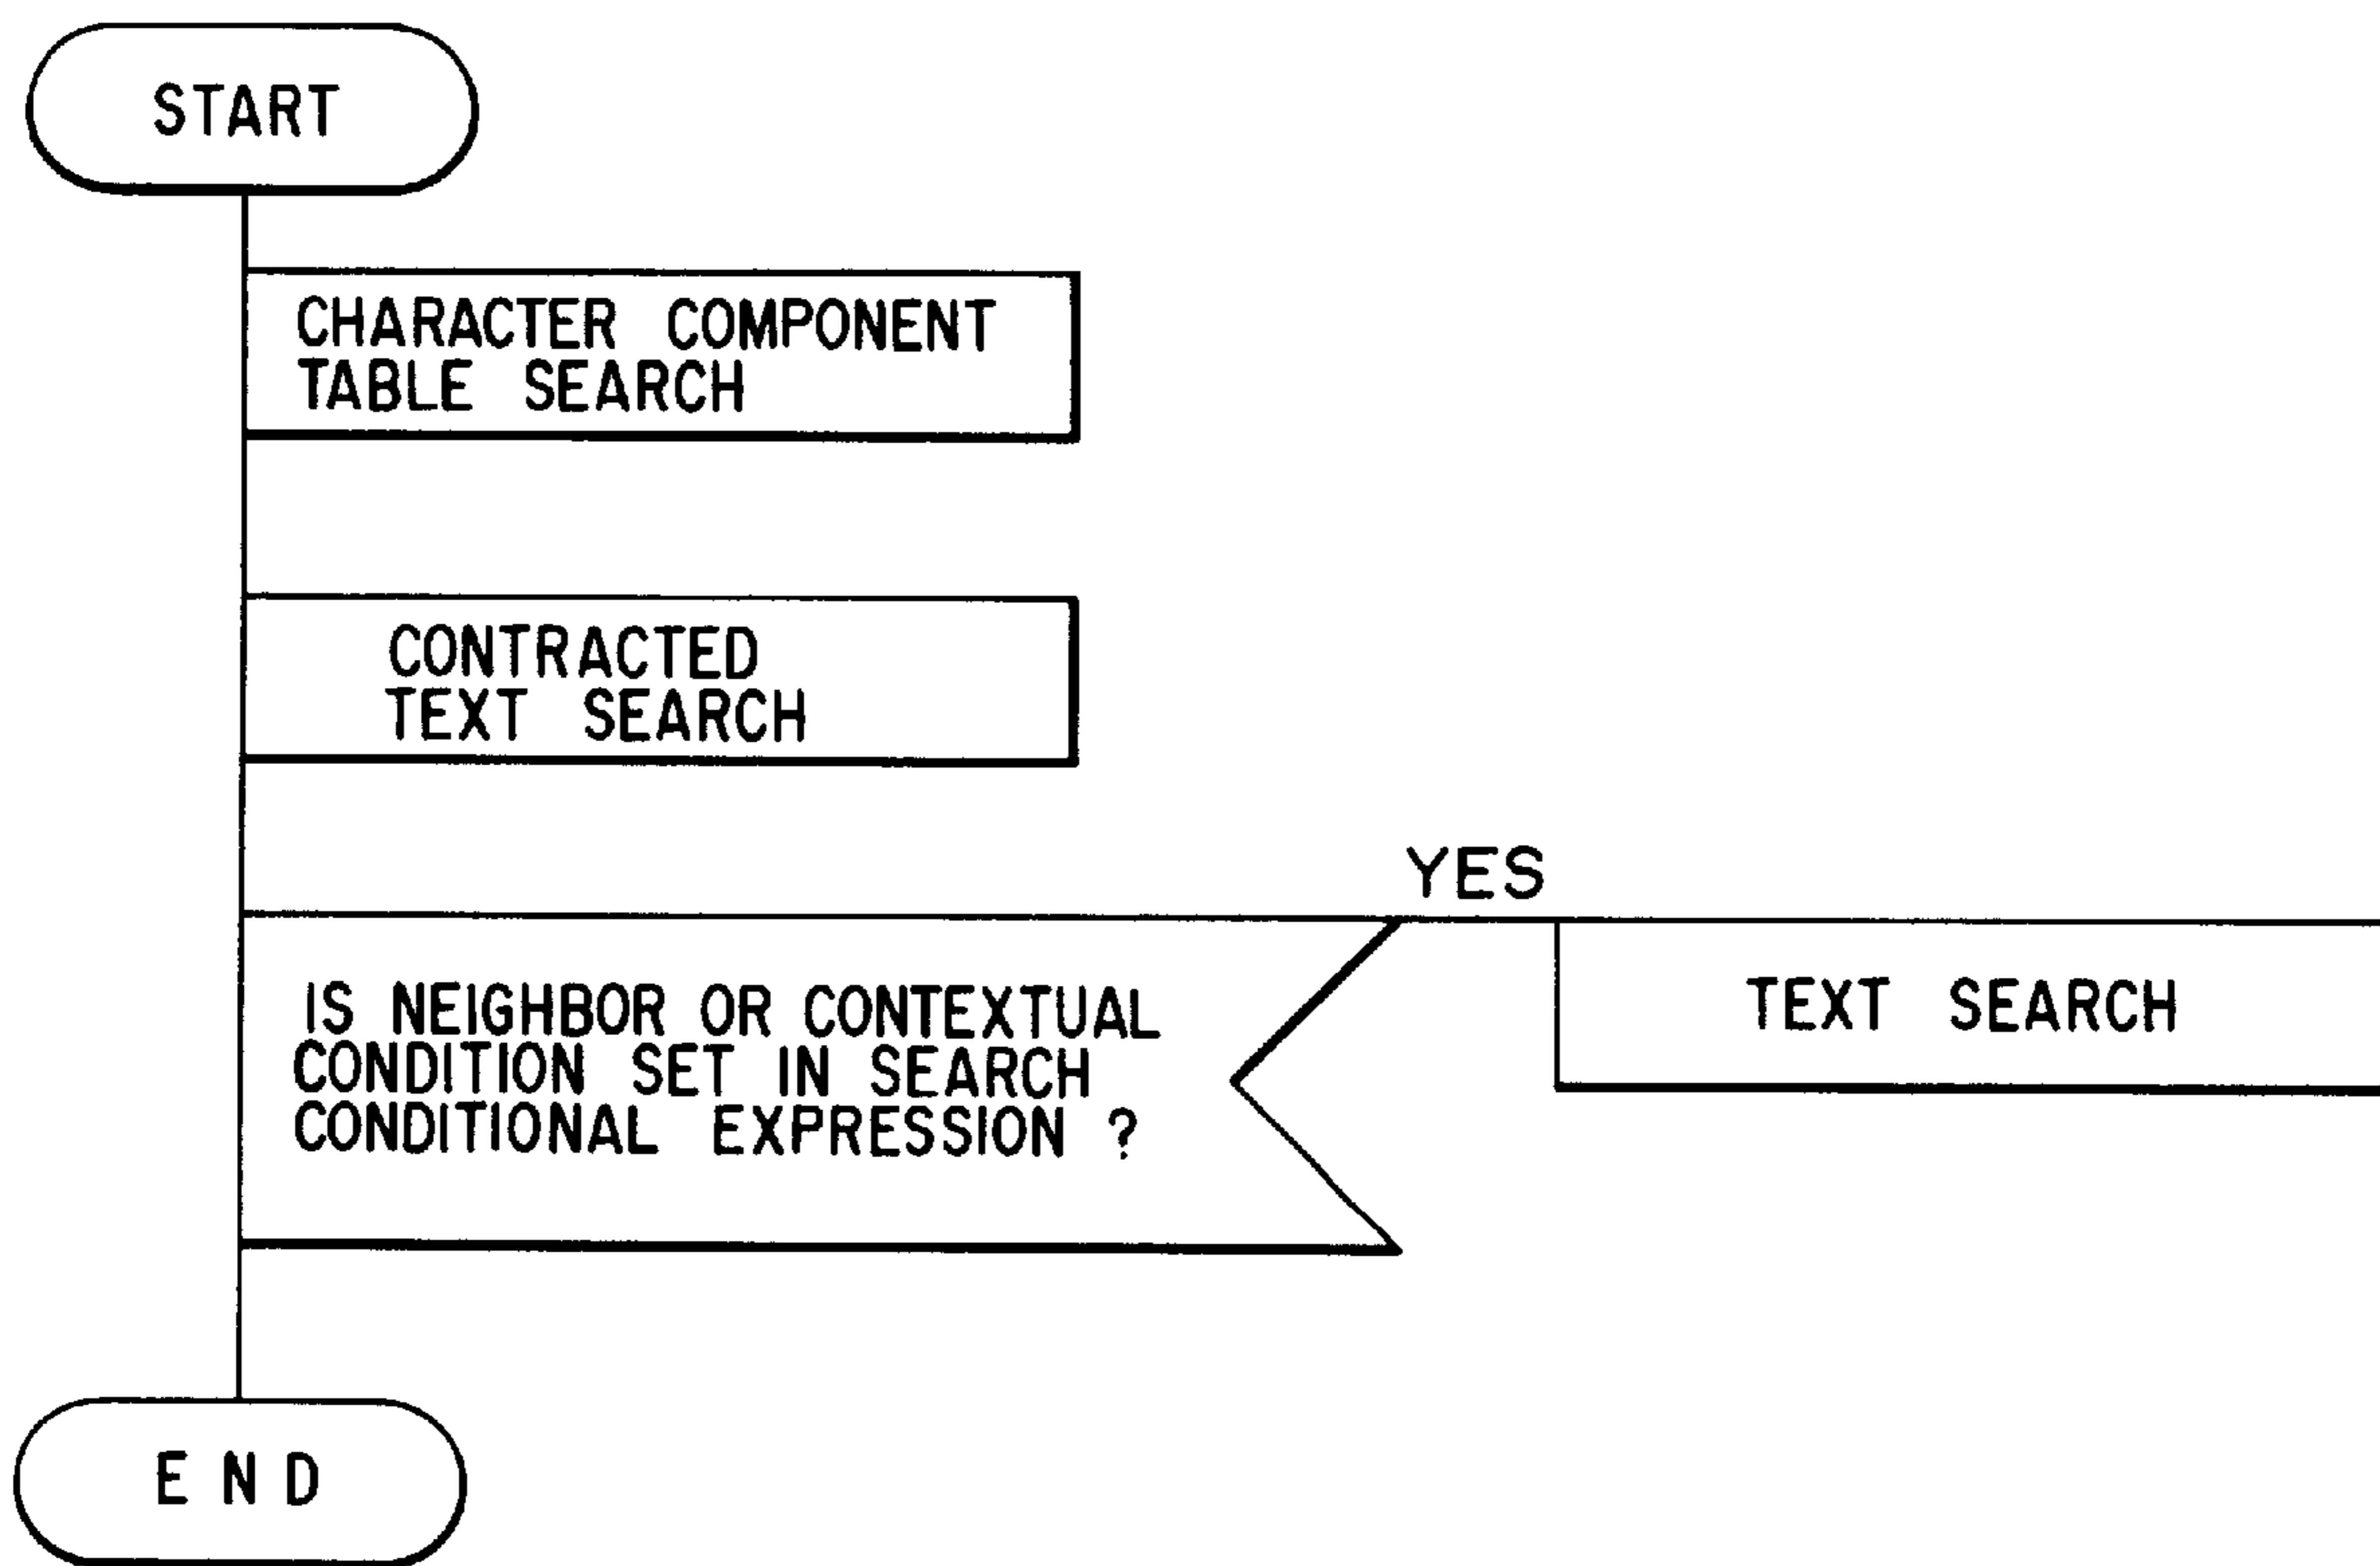 START
CHARACTER COMPONENT
TABLE SEARCH
CONTRACTED
TEXT SEARCH
YES
IS NEIGHBOR OR CONTEXTUAL
CONDITION SET IN SEARCH
CONDITIONAL EXPRESSION ?
TEXT SEARCH
END